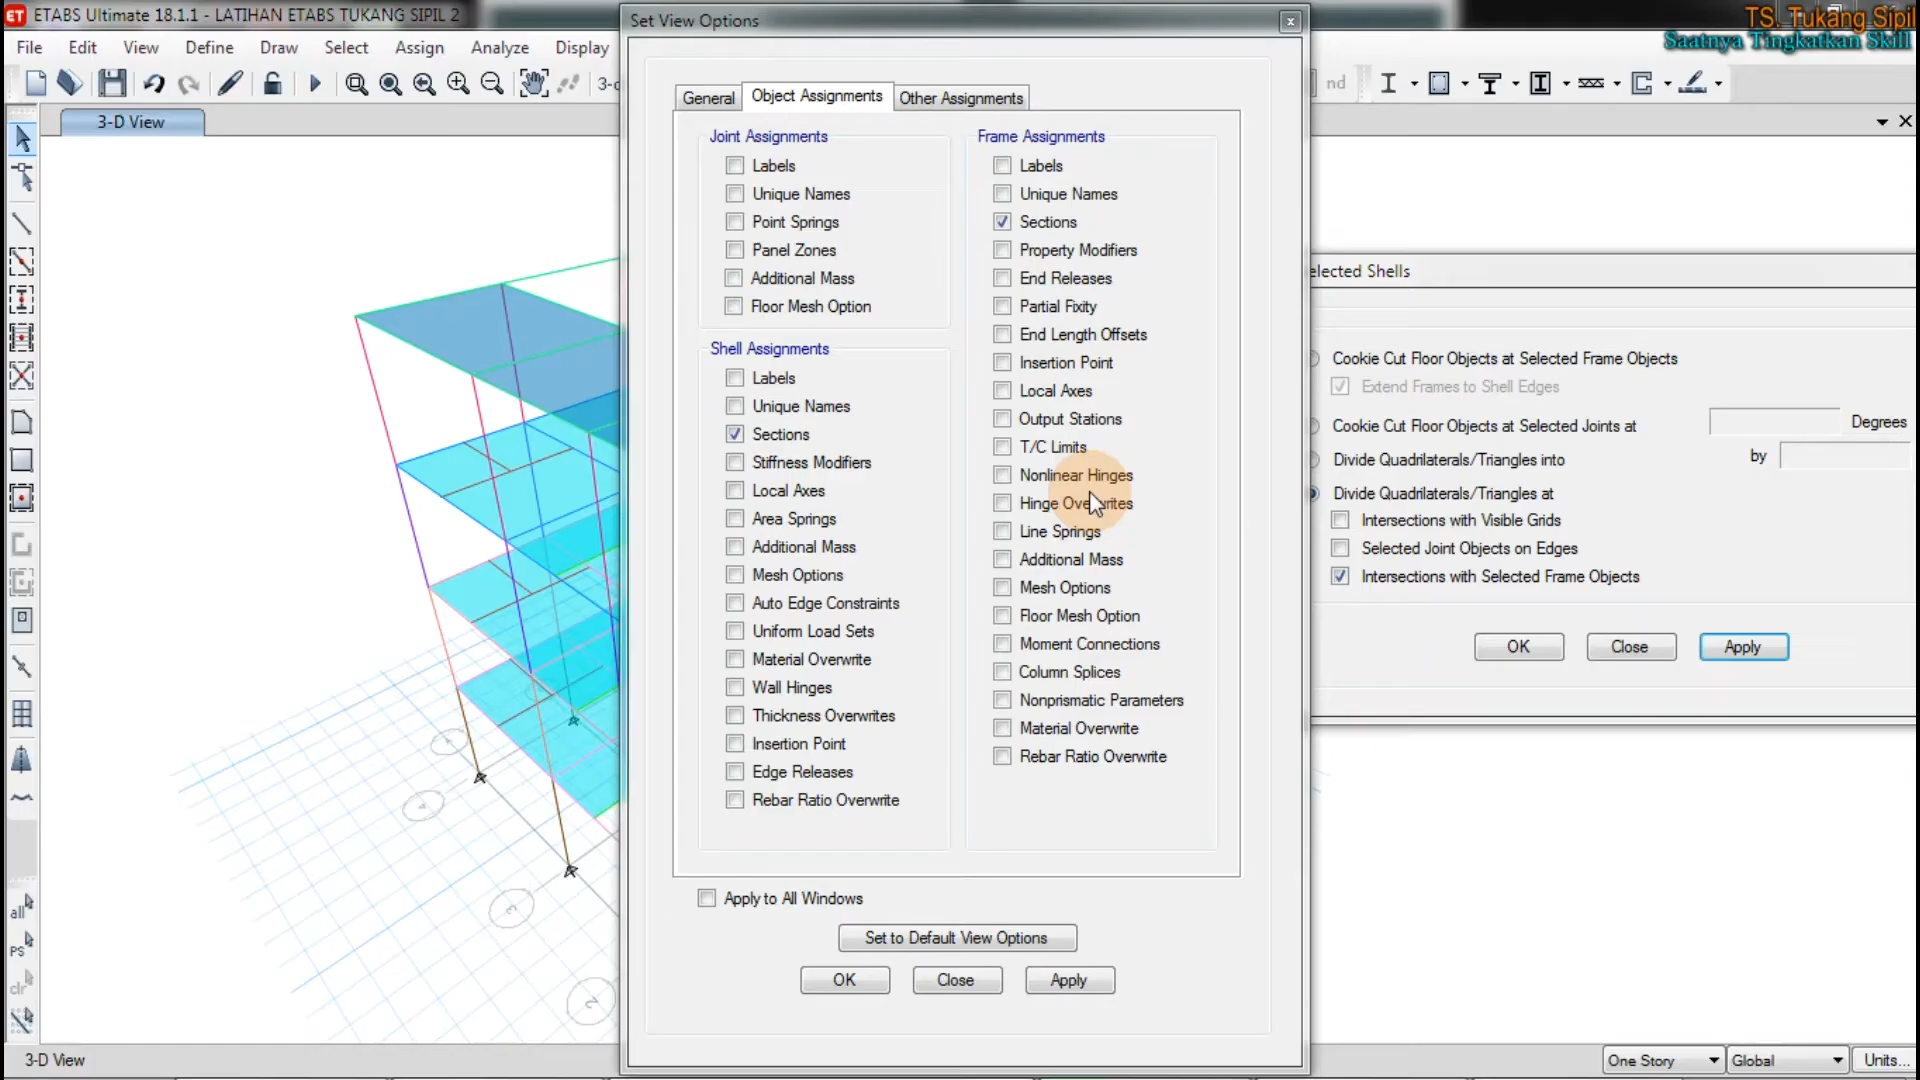 ETABS Ultimate 18.1.1 - LATIHAN ETABS TUKANG SIPIL 2
TS. Tukang Sipil
Saatnya Tingkatkan Skill
File Edit View Define Draw Select Assign Analyze Display
3-d
nd
3-D View
Set View Options
General Object Assignments Other Assignments
Joint Assignments
Labels
Unique Names
Point Springs
Panel Zones
Additional Mass
Floor Mesh Option
Shell Assignments
Labels
Unique Names
Sections
Stiffness Modifiers
Local Axes
Area Springs
Additional Mass
Mesh Options
Auto Edge Constraints
Uniform Load Sets
Material Overwrite
Wall Hinges
Thickness Overwrites
Insertion Point
Edge Releases
Rebar Ratio Overwrite
Frame Assignments
Labels
Unique Names
Sections
Property Modifiers
End Releases
Partial Fixity
End Length Offsets
Insertion Point
Local Axes
Output Stations
T/C Limits
Nonlinear Hinges
Hinge Overwrites
Line Springs
Additional Mass
Mesh Options
Floor Mesh Option
Moment Connections
Column Splices
Nonprismatic Parameters
Material Overwrite
Rebar Ratio Overwrite
Apply to All Windows
Set to Default View Options
OK Close Apply
elected Shells
Cookie Cut Floor Objects at Selected Frame Objects
Extend Frames to Shell Edges
Cookie Cut Floor Objects at Selected Joints at Degrees
Divide Quadrilaterals/Triangles into by
Divide Quadrilaterals/Triangles at
Intersections with Visible Grids
Selected Joint Objects on Edges
Intersections with Selected Frame Objects
OK Close Apply
all
PS
clr
3
2
3-D View
One Story Global Units...